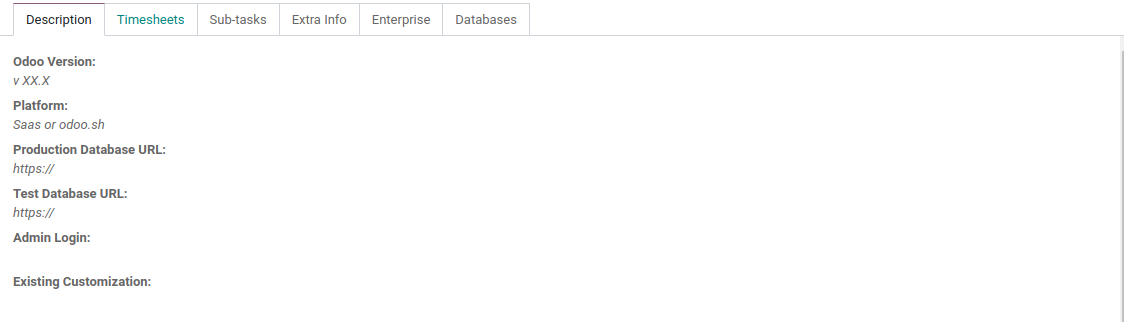 Description Timesheets Sub-tasks Extra Info Enterprise Databases
Odoo Version:
v XX.X
Platform:
Saas or odoo.sh
Production Database URL:
https://
Test Database URL:
https://
Admin Login:
Existing Customization: